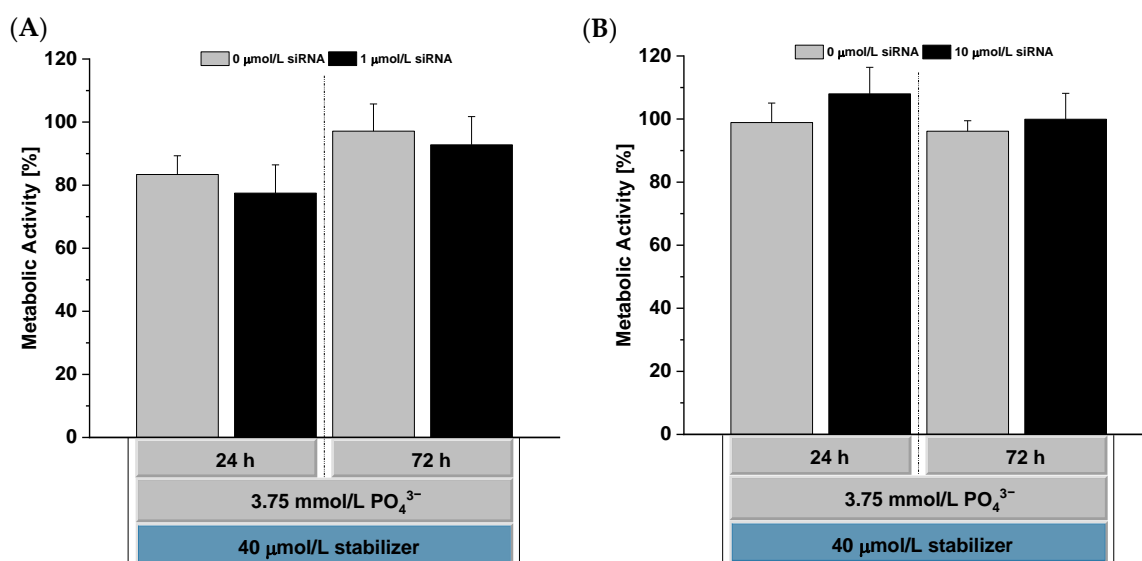 (A)
0 μmol/L siRNA 1 μmol/L siRNA
Metabolic Activity [%]
120
100
80
60
40
20
0
24 h 72 h
3.75 mmol/L PO₄³⁻
40 μmol/L stabilizer
(B)
0 μmol/L siRNA 10 μmol/L siRNA
Metabolic Activity [%]
120
100
80
60
40
20
0
24 h 72 h
3.75 mmol/L PO₄³⁻
40 μmol/L stabilizer